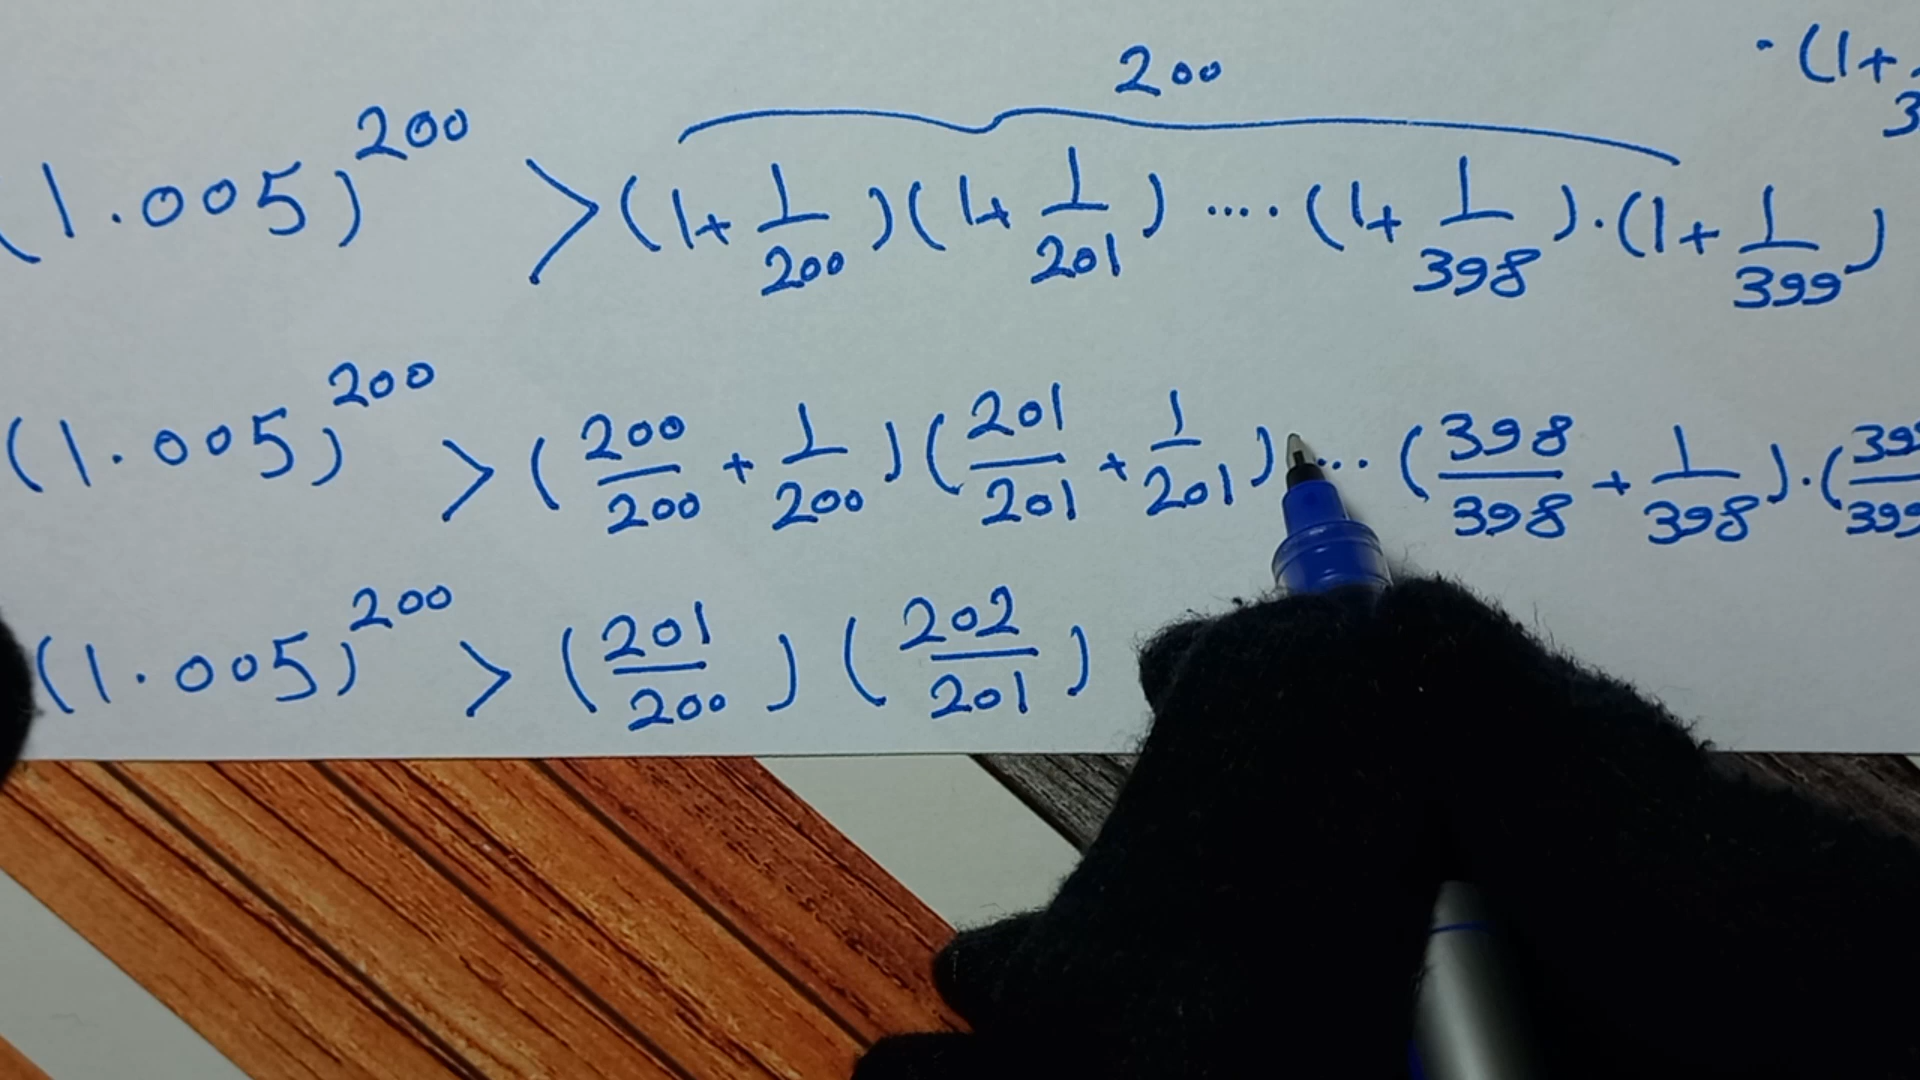 200
· (1+
3
(1.005)^200 > (1+ 1/200)(1+ 1/201) .... (1+ 1/398).(1+ 1/399)
(1.005)^200 > (200/200 + 1/200)(201/201 + 1/201) ... (398/398 + 1/398).(399/399
(1.005)^200 > (201/200) (202/201)